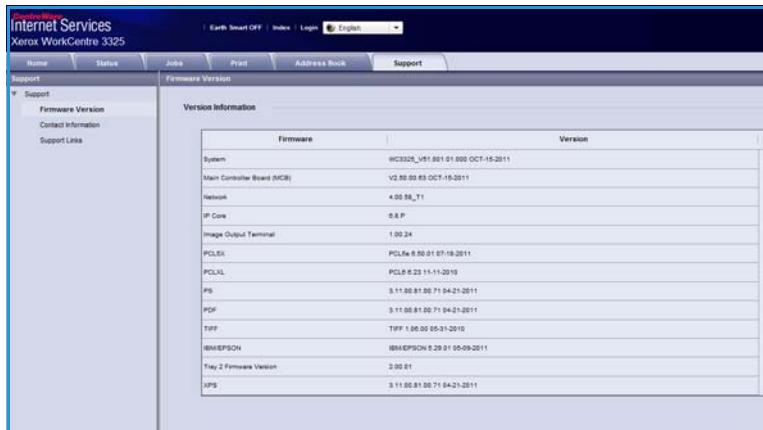 CentreWare
Internet Services
Xerox WorkCentre 3325
Earth Smart OFF | Index | Login English
Home Status Jobs Print Address Book Support
Support
Firmware Version
Support
Firmware Version
Contact Information
Support Links
Version Information
Firmware Version
System WC3325_V51.001.01.000 OCT-15-2011
Main Controller Board (MCB) V2.50.00.63 OCT-15-2011
Network 4.00.58_T1
IP Core 6.8.P
Image Output Terminal 1.00.24
PCL5X PCL5e 6.50.01 07-18-2011
PCLXL PCL6 6.23 11-11-2010
PS 3.11.00.81.00.71 04-21-2011
PDF 3.11.00.81.00.71 04-21-2011
TIFF TIFF 1.06.00 05-31-2010
IBM/EPSON IBM/EPSON 5.29.01 05-09-2011
Tray 2 Firmware Version 2.00.01
XPS 3.11.00.81.00.71 04-21-2011